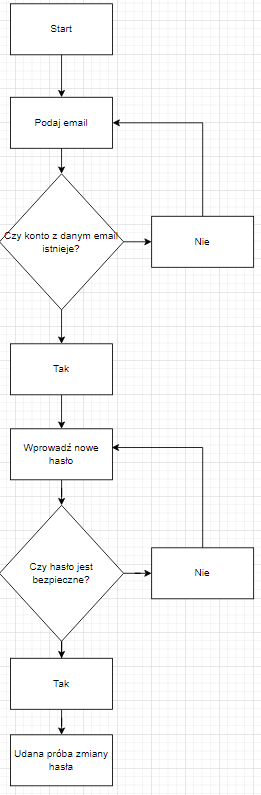 Start
Podaj email
Czy konto z danym email
istnieje?
Nie
Tak
Wprowadź nowe
hasło
Czy hasło jest
bezpieczne?
Nie
Tak
Udana próba zmiany
hasła